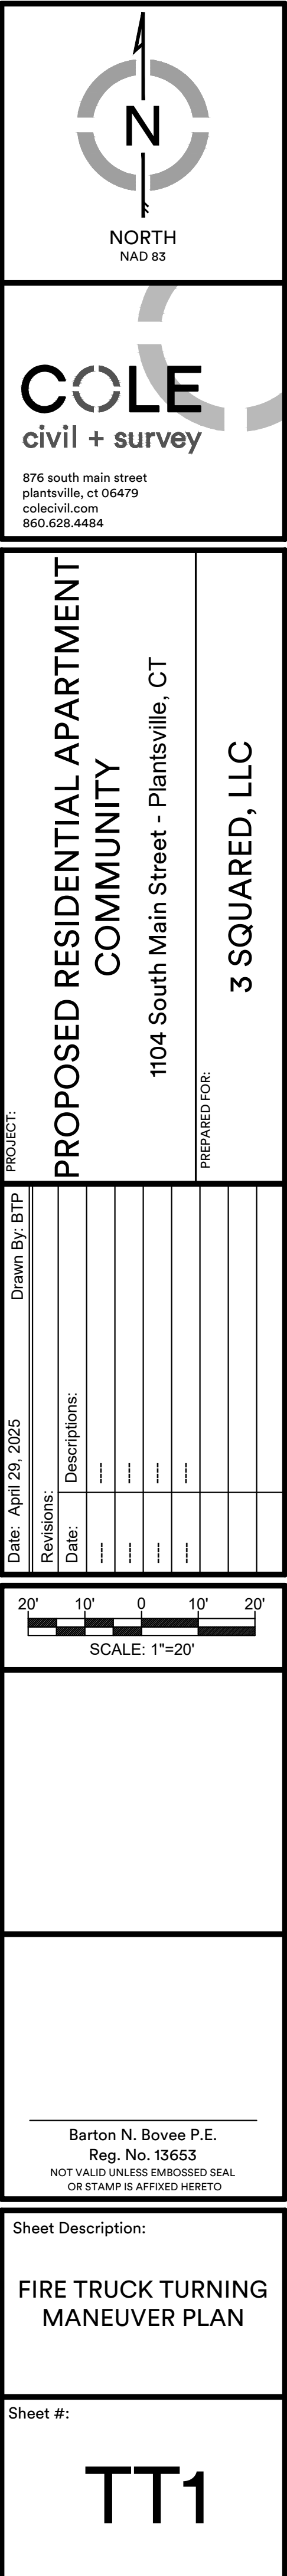 N
NORTH
NAD 83
COLE
civil + survey
876 south main street
plantsville, ct 06479
colecivil.com
860.628.4484
PROJECT:
PROPOSED RESIDENTIAL APARTMENT
COMMUNITY
1104 South Main Street - Plantsville, CT
PREPARED FOR:
3 SQUARED, LLC
Date: April 29, 2025 Drawn By: BTP
Revisions:
Date: Descriptions:
---- ----
---- ----
---- ----
---- ----
20' 10' 0 10' 20'
SCALE: 1"=20'
Barton N. Bovee P.E.
Reg. No. 13653
NOT VALID UNLESS EMBOSSED SEAL
OR STAMP IS AFFIXED HERETO
Sheet Description:
FIRE TRUCK TURNING
MANEUVER PLAN
Sheet #:
TT1